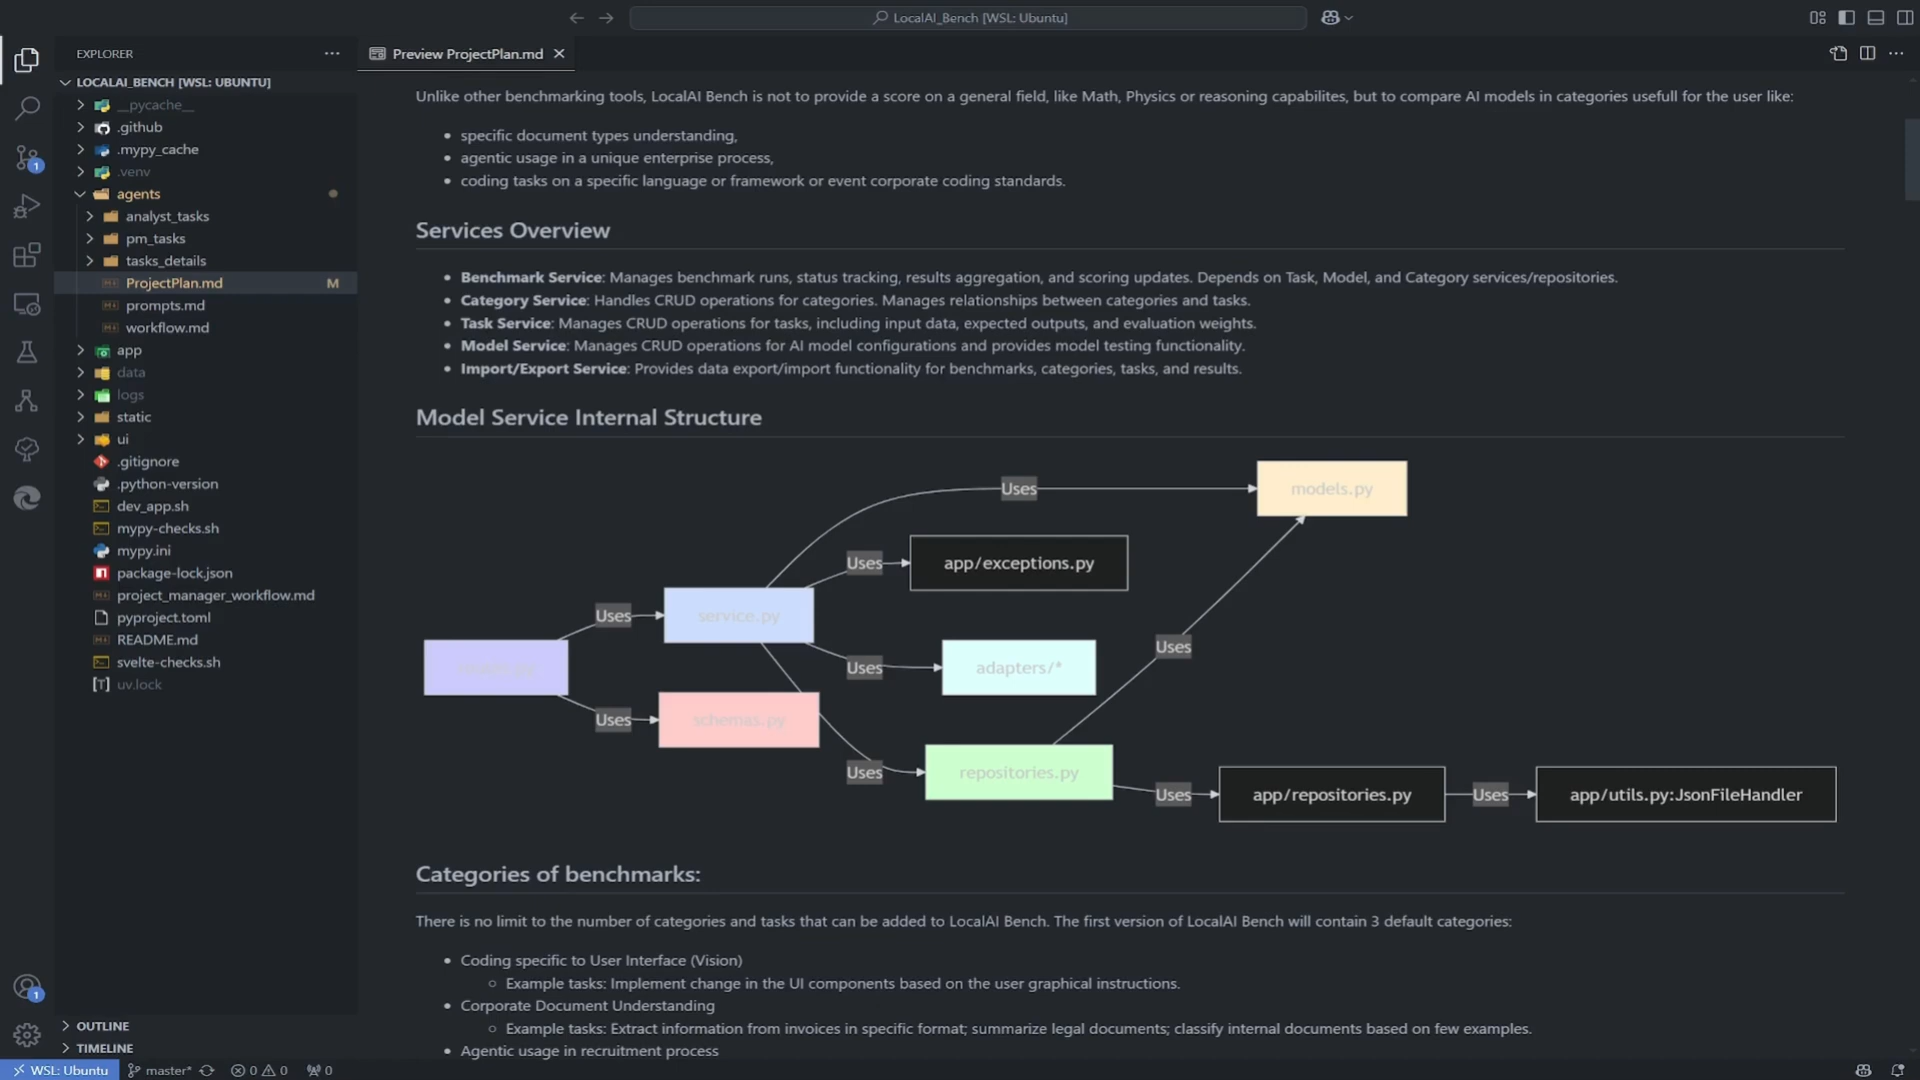 LocalAI_Bench [WSL: Ubuntu]
EXPLORER
Preview ProjectPlan.md
LOCALAI_BENCH [WSL: UBUNTU]
__pycache__
.github
.mypy_cache
.venv
agents
analyst_tasks
pm_tasks
tasks_details
ProjectPlan.md M
prompts.md
workflow.md
app
data
logs
static
ui
.gitignore
.python-version
dev_app.sh
mypy-checks.sh
mypy.ini
package-lock.json
project_manager_workflow.md
pyproject.toml
README.md
svelte-checks.sh
uv.lock
OUTLINE
TIMELINE
1
1
Unlike other benchmarking tools, LocalAI Bench is not to provide a score on a general field, like Math, Physics or reasoning capabilites, but to compare AI models in categories usefull for the user like:
• specific document types understanding,
• agentic usage in a unique enterprise process,
• coding tasks on a specific language or framework or event corporate coding standards.
Services Overview
• Benchmark Service: Manages benchmark runs, status tracking, results aggregation, and scoring updates. Depends on Task, Model, and Category services/repositories.
• Category Service: Handles CRUD operations for categories. Manages relationships between categories and tasks.
• Task Service: Manages CRUD operations for tasks, including input data, expected outputs, and evaluation weights.
• Model Service: Manages CRUD operations for AI model configurations and provides model testing functionality.
• Import/Export Service: Provides data export/import functionality for benchmarks, categories, tasks, and results.
Model Service Internal Structure
Uses
models.py
Uses
app/exceptions.py
Uses
service.py
Uses
Uses
adapters/*
Uses
schemas.py
Uses
repositories.py
Uses
app/repositories.py
Uses
app/utils.py:JsonFileHandler
Categories of benchmarks:
There is no limit to the number of categories and tasks that can be added to LocalAI Bench. The first version of LocalAI Bench will contain 3 default categories:
• Coding specific to User Interface (Vision)
◦ Example tasks: Implement change in the UI components based on the user graphical instructions.
• Corporate Document Understanding
◦ Example tasks: Extract information from invoices in specific format; summarize legal documents; classify internal documents based on few examples.
• Agentic usage in recruitment process
WSL: Ubuntu master* 0 0 0